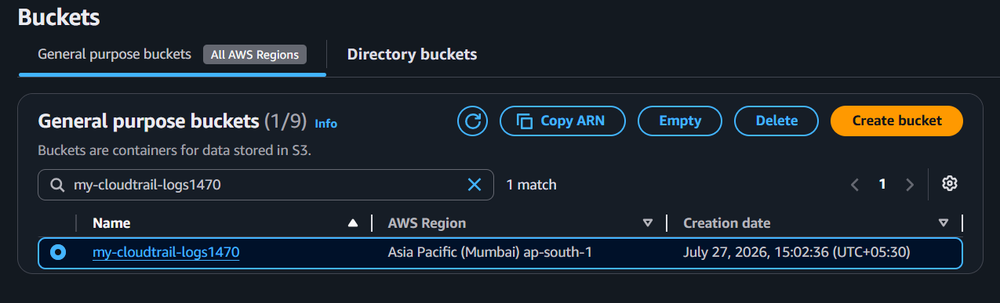 Buckets
General purpose buckets All AWS Regions Directory buckets
General purpose buckets (1/9) Info Copy ARN Empty Delete Create bucket
Buckets are containers for data stored in S3.
my-cloudtrail-logs1470 1 match 1
Name AWS Region Creation date
my-cloudtrail-logs1470 Asia Pacific (Mumbai) ap-south-1 July 27, 2026, 15:02:36 (UTC+05:30)